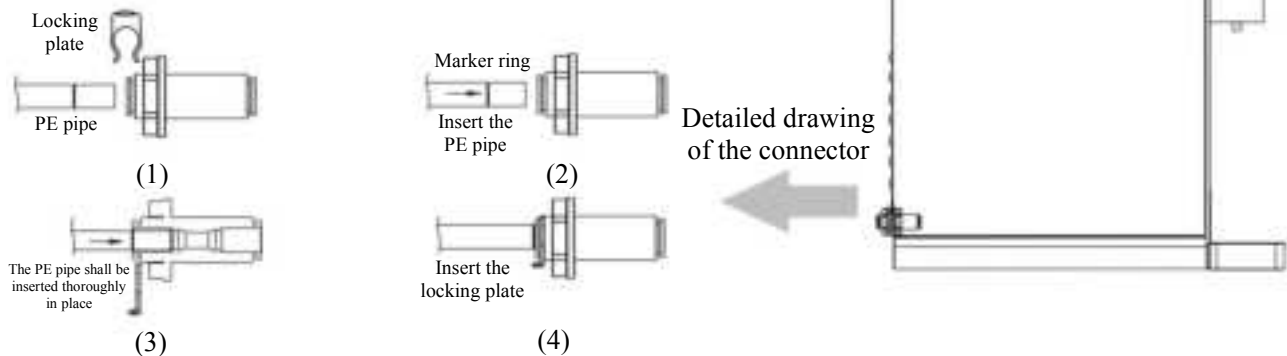 Locking
plate
PE pipe
(1)
Marker ring
Insert the
PE pipe
(2)
The PE pipe shall be
inserted thoroughly
in place
(3)
Insert the
locking plate
(4)
Detailed drawing
of the connector